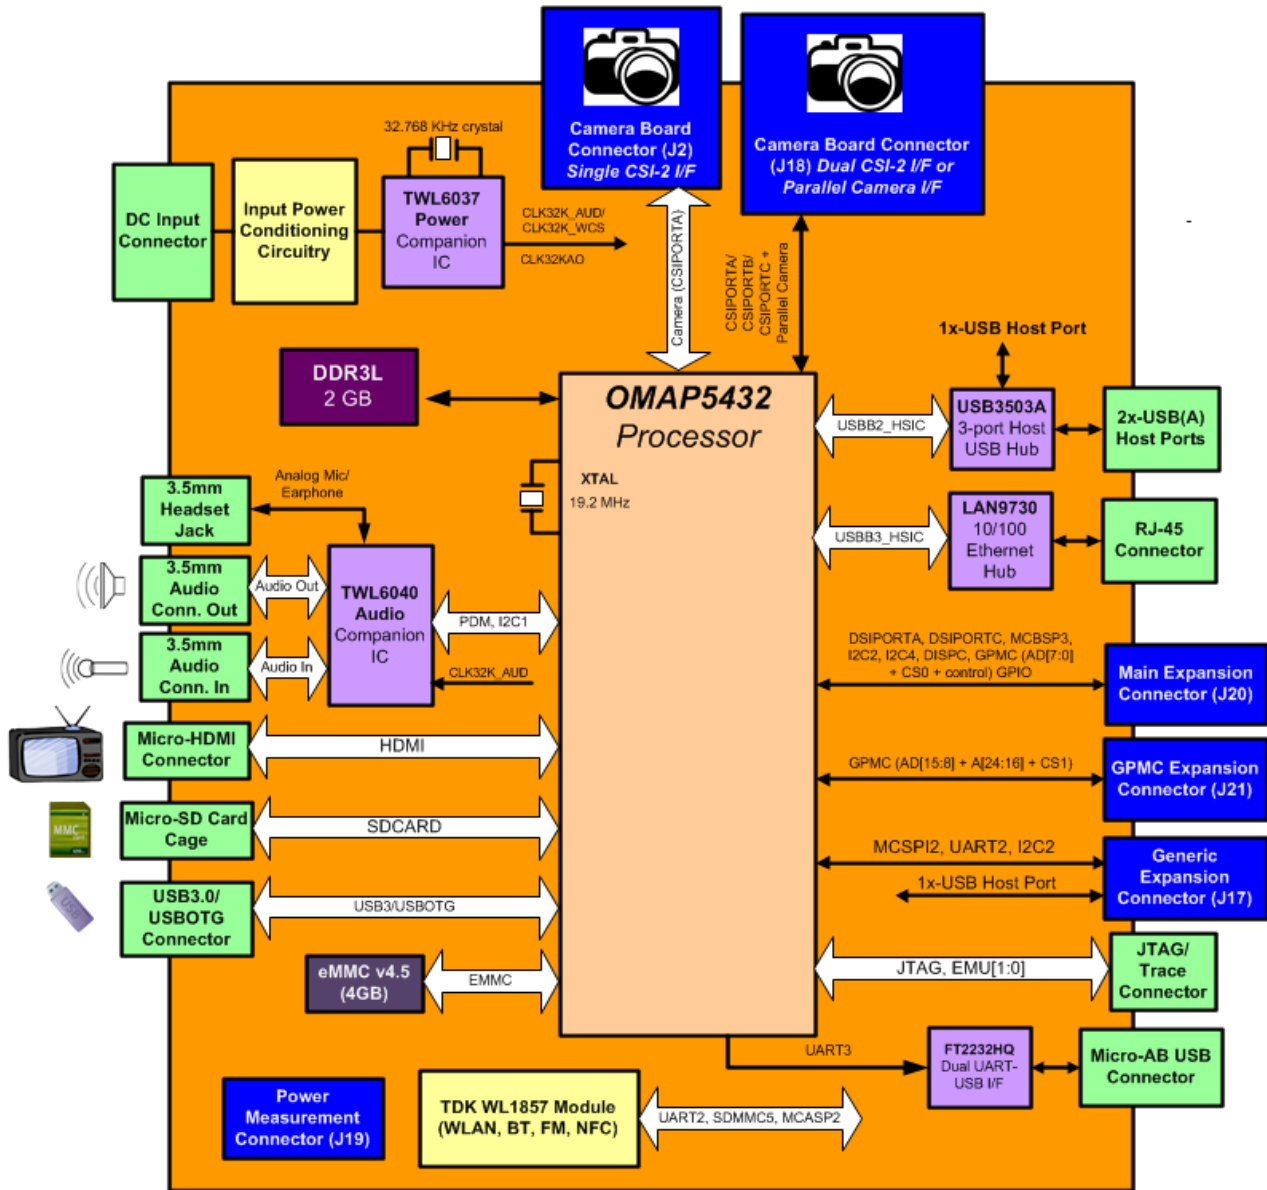 Camera Board
Connector (J2)
Single CSI-2 I/F
Camera Board Connector
(J18) Dual CSI-2 I/F or
Parallel Camera I/F
32.768 KHz crystal
DC Input
Connector
Input Power
Conditioning
Circuitry
TWL6037
Power
Companion
IC
CLK32K_AUD/
CLK32K_WCS
CLK32KAO
Camera (CSIPORTA)
CSIPORTA/
CSIPORTB/
CSIPORTC +
Parallel Camera
1x-USB Host Port
DDR3L
2 GB
OMAP5432
Processor
XTAL
19.2 MHz
USBB2_HSIC
USB3503A
3-port Host
USB Hub
2x-USB(A)
Host Ports
3.5mm
Headset
Jack
Analog Mic/
Earphone
USBB3_HSIC
LAN9730
10/100
Ethernet
Hub
RJ-45
Connector
3.5mm
Audio
Conn. Out
Audio Out
TWL6040
Audio
Companion
IC
PDM, I2C1
3.5mm
Audio
Conn. In
Audio In
CLK32K_AUD
DSIPORTA, DSIPORTC, MCBSP3,
I2C2, I2C4, DISPC, GPMC (AD[7:0]
+ CS0 + control) GPIO
Main Expansion
Connector (J20)
Micro-HDMI
Connector
HDMI
GPMC (AD[15:8] + A[24:16] + CS1)
GPMC Expansion
Connector (J21)
MMC
Micro-SD Card
Cage
SDCARD
MCSPI2, UART2, I2C2
1x-USB Host Port
Generic
Expansion
Connector (J17)
USB
USB3.0/
USBOTG
Connector
USB3/USBOTG
eMMC v4.5
(4GB)
EMMC
JTAG, EMU[1:0]
JTAG/
Trace
Connector
UART3
FT2232HQ
Dual UART-
USB I/F
Micro-AB USB
Connector
Power
Measurement
Connector (J19)
TDK WL1857 Module
(WLAN, BT, FM, NFC)
UART2, SDMMC5, MCASP2